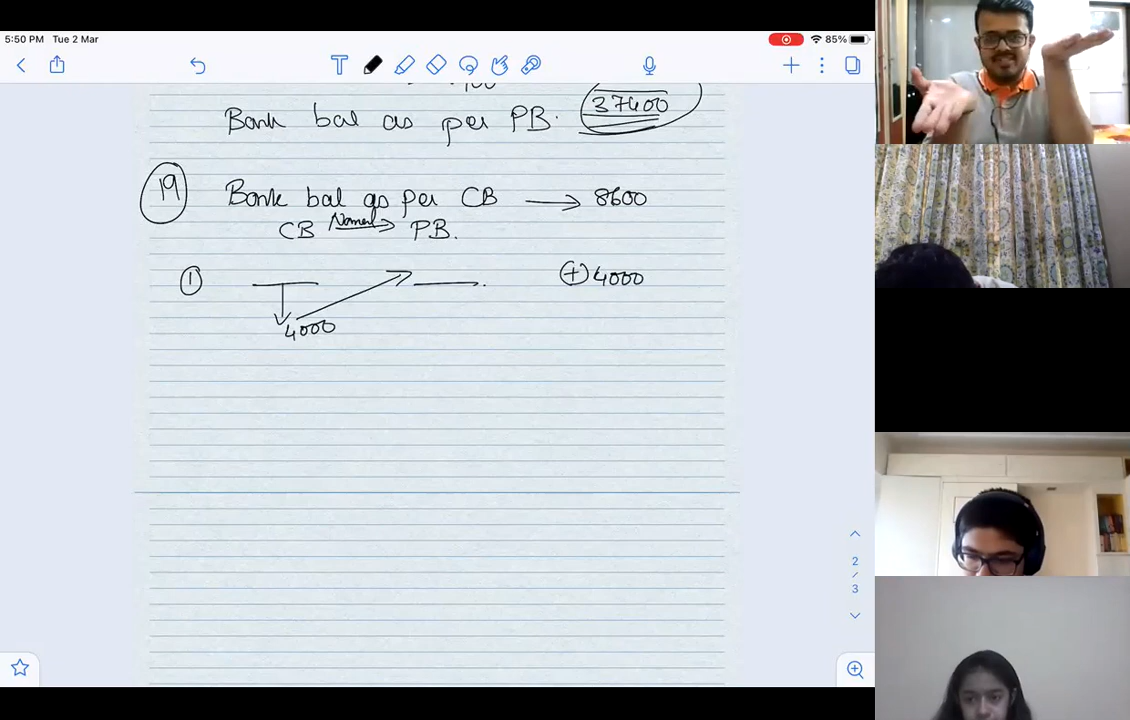 5:50 PM Tue 2 Mar
85%
Bank bal as per PB. 37400
19 Bank bal as per CB → 8600
CB → PB.
1 (+) 4000
4000
2
/
3